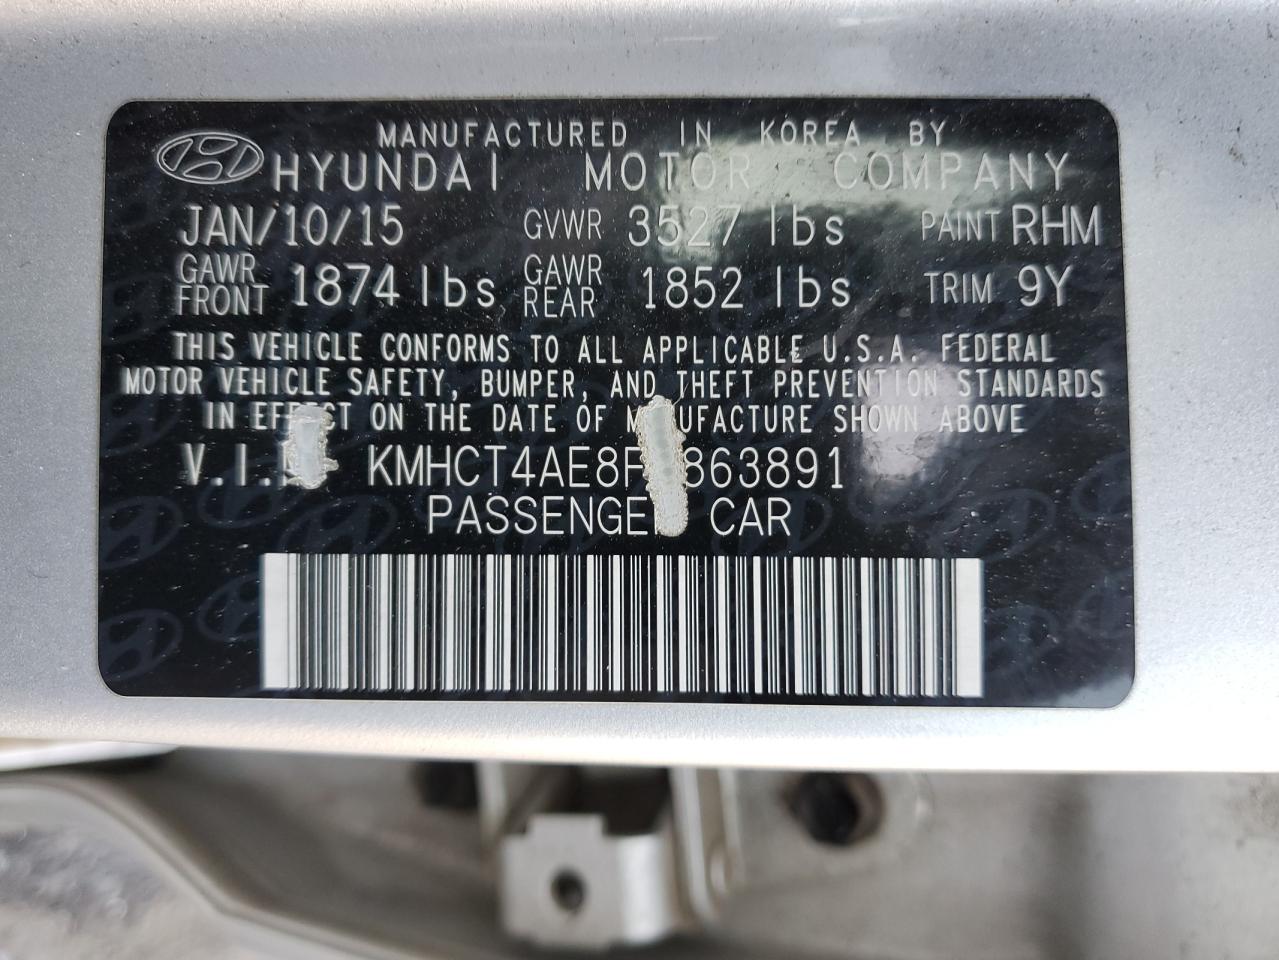 MANUFACTURED IN KOREA BY
HYUNDAI MOTOR COMPANY
JAN/10/15 GVWR 3527 lbs PAINT RHM
GAWR FRONT 1874 lbs GAWR REAR 1852 lbs TRIM 9Y
THIS VEHICLE CONFORMS TO ALL APPLICABLE U.S.A. FEDERAL
MOTOR VEHICLE SAFETY, BUMPER, AND THEFT PREVENTION STANDARDS
IN EFFECT ON THE DATE OF MANUFACTURE SHOWN ABOVE
V.I. KMHCT4AE8F 863891
PASSENGER CAR